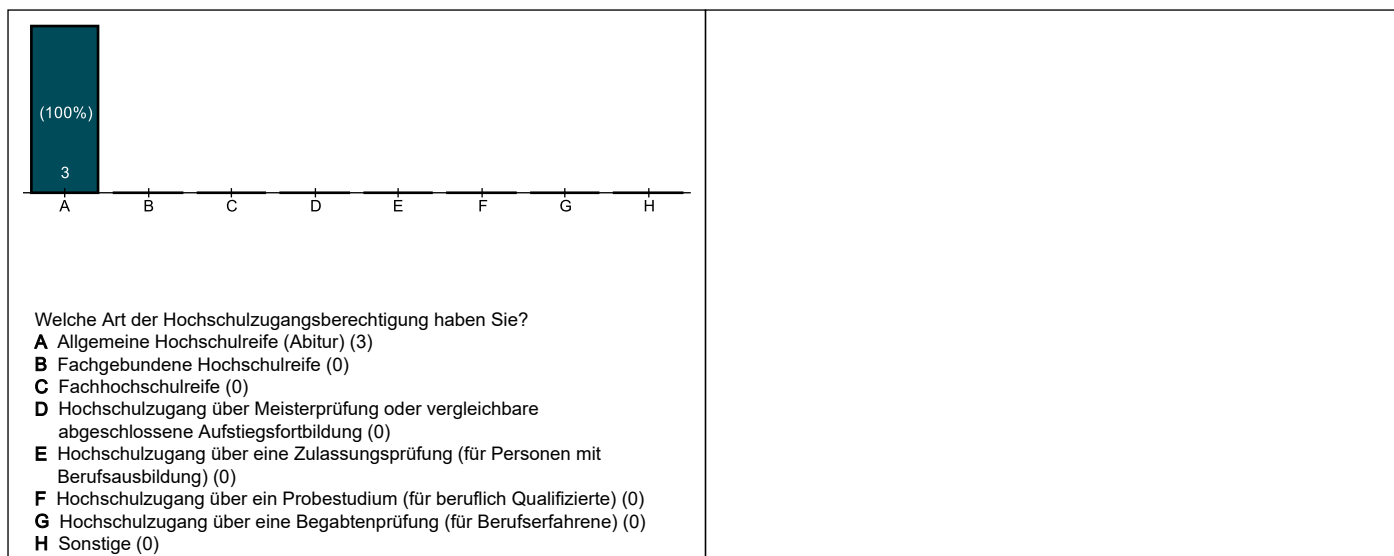 (100%)
3
A B C D E F G H
Welche Art der Hochschulzugangsberechtigung haben Sie?
A Allgemeine Hochschulreife (Abitur) (3)
B Fachgebundene Hochschulreife (0)
C Fachhochschulreife (0)
D Hochschulzugang über Meisterprüfung oder vergleichbare
abgeschlossene Aufstiegsfortbildung (0)
E Hochschulzugang über eine Zulassungsprüfung (für Personen mit
Berufsausbildung) (0)
F Hochschulzugang über ein Probestudium (für beruflich Qualifizierte) (0)
G Hochschulzugang über eine Begabtenprüfung (für Berufserfahrene) (0)
H Sonstige (0)